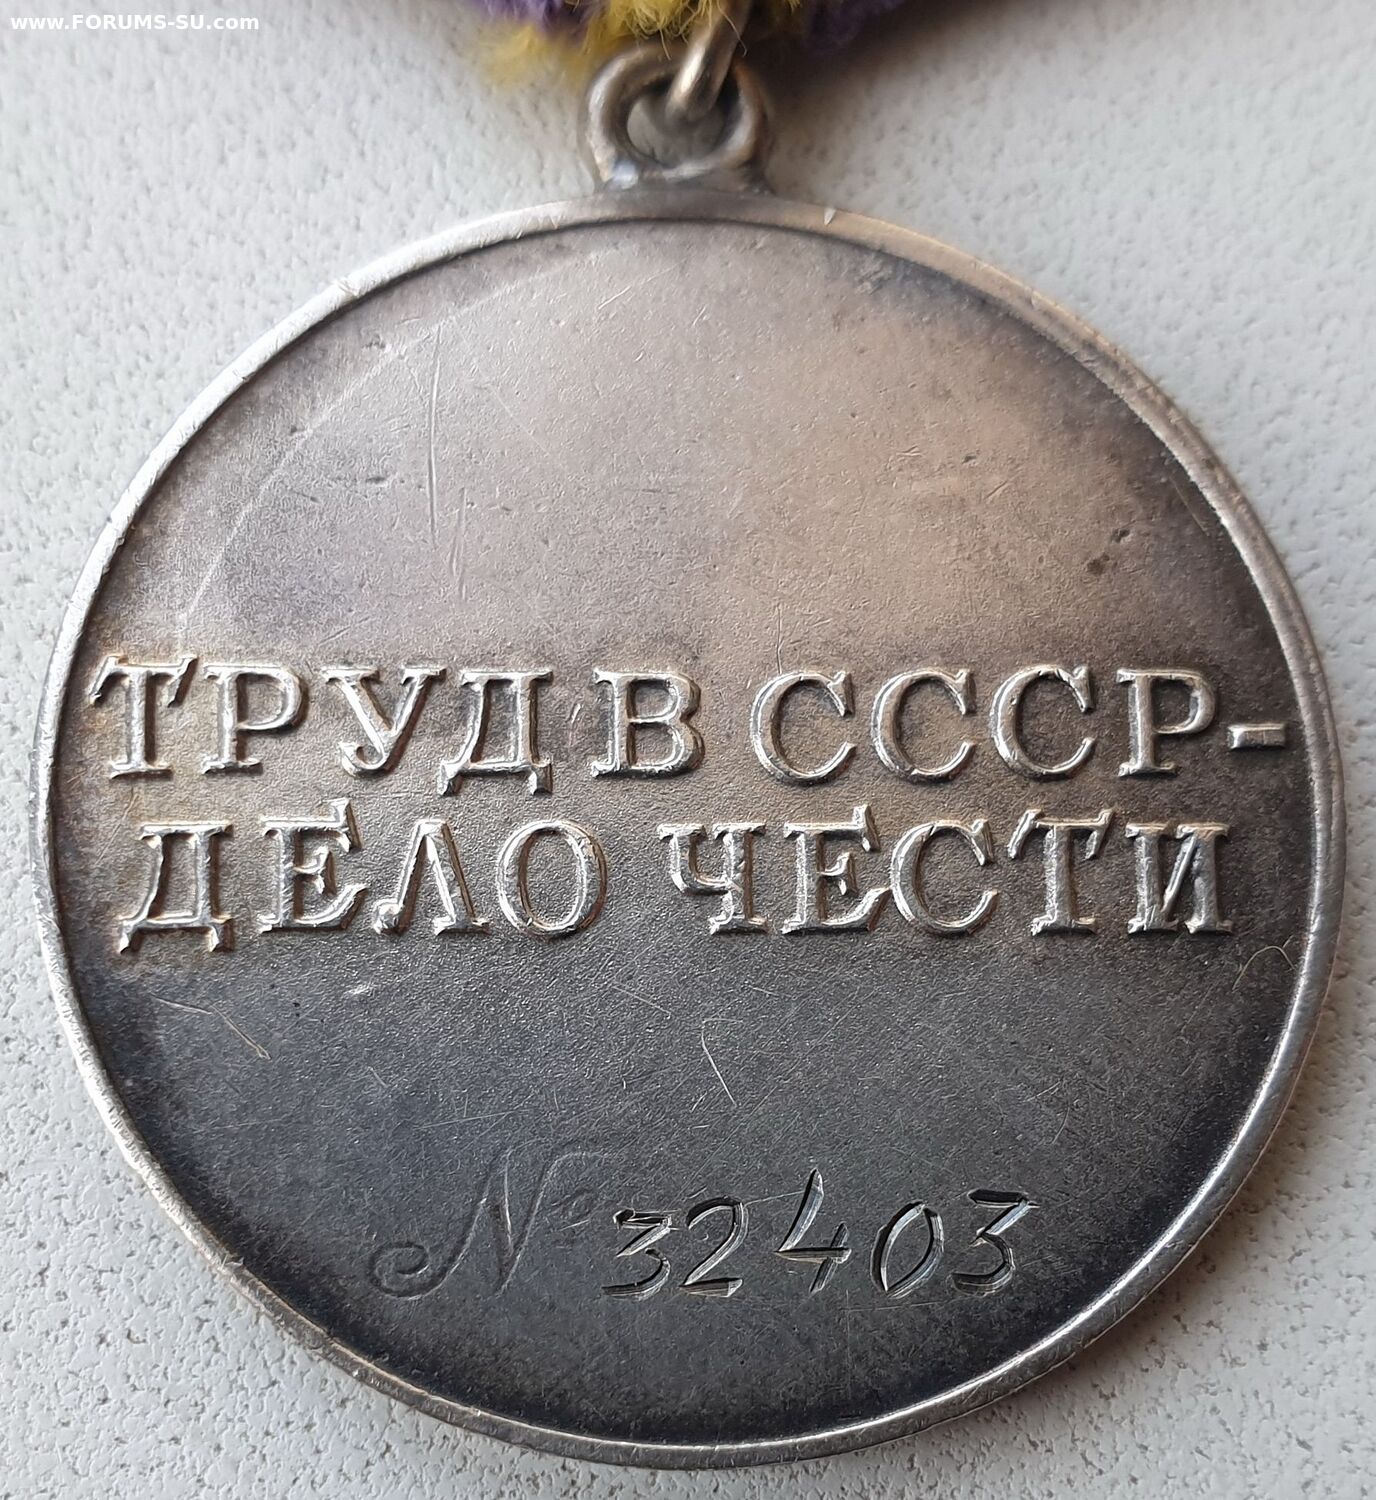 www.FORUMS-SU.com
ТРУД В СССР-
ДЕЛО ЧЕСТИ
№ 32403